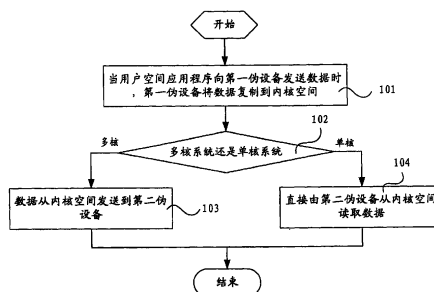 开始
当用户空间应用程序向第一伪设备发送数据时
，第一伪设备将数据复制到内核空间
101
102
多核
多核系统还是单核系统
单核
104
数据从内核空间发送到第二伪
设备
103
直接由第二伪设备从内核空间
读取数据
结束